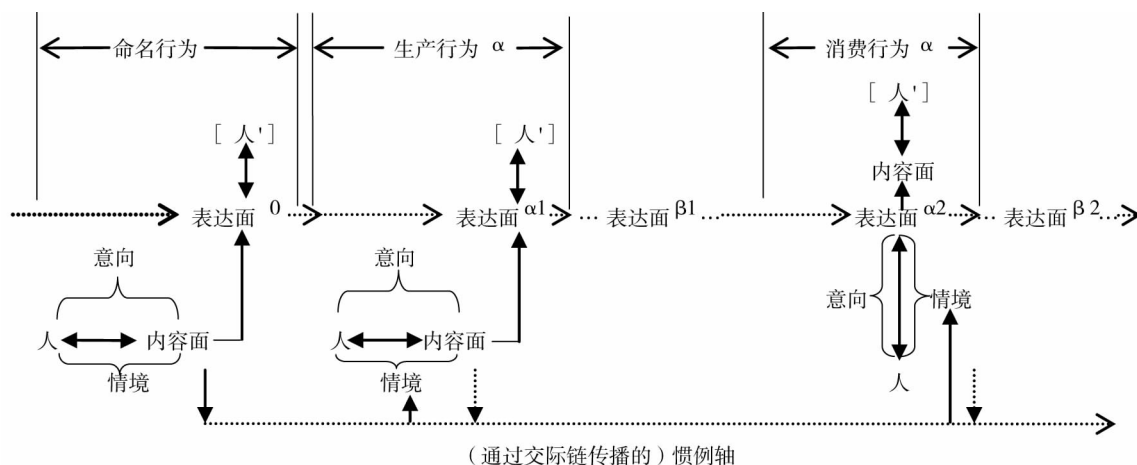 命名行为 生产行为 α 消费行为 α
[ 人' ]
[ 人' ] [ 人' ] 内容面
表达面 0 表达面 α1 … 表达面 β1 … 表达面 α2 … 表达面 β 2
意向 意向
意向 情境
人 内容面 人 内容面
情境 情境 人
（通过交际链传播的）惯例轴